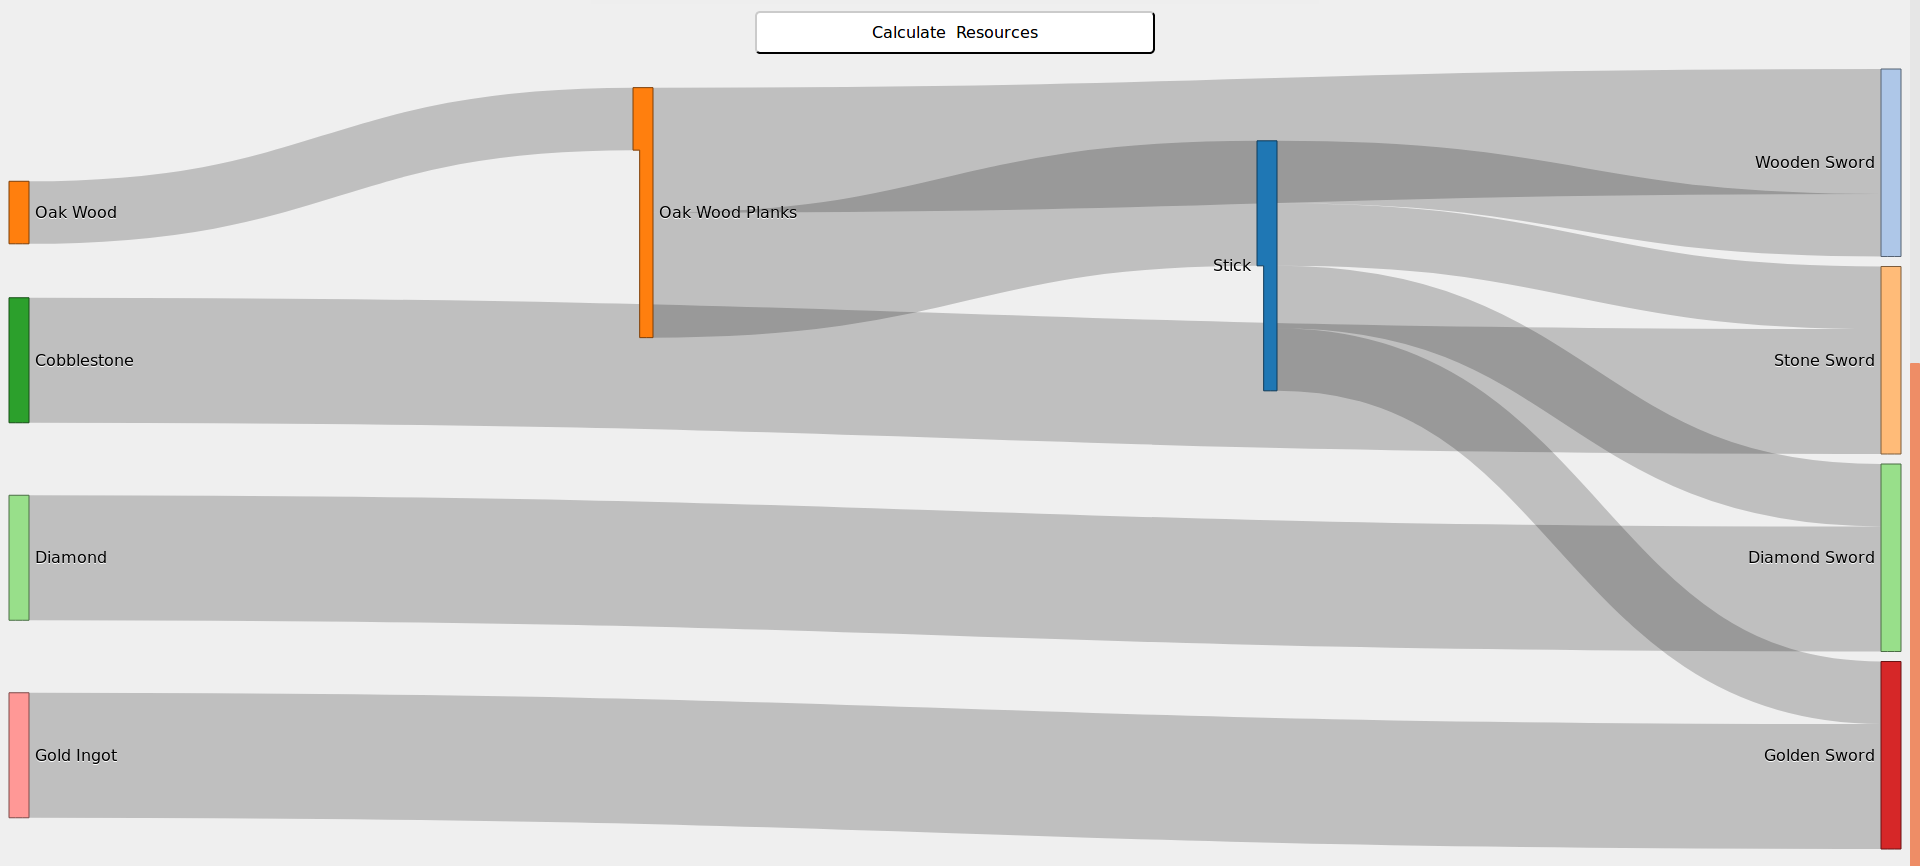 Calculate Resources
Wooden Sword
Oak Wood
Oak Wood Planks
Stick
Cobblestone
Stone Sword
Diamond
Diamond Sword
Gold Ingot
Golden Sword